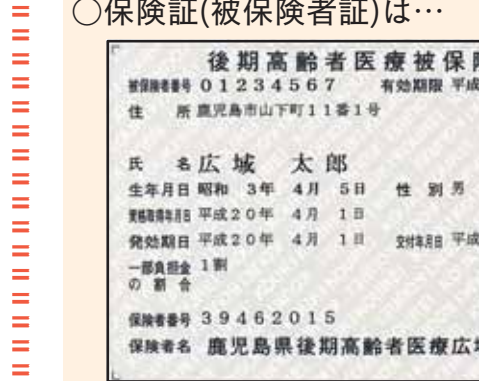 ○保険証(被保険者証)は…
後期高齢者医療被保
被保険者番号 01234567 有効期限 平成
住 所 鹿児島市山下町11番1号
氏 名 広域 太郎
生年月日 昭和 3年 4月 5日 性 別 男
資格取得年月日 平成20年 4月 1日
発効期日 平成20年 4月 1日 交付年月日 平成
一部負担金 1割
の 割 合
保険者番号 39462015
保険者名 鹿児島県後期高齢者医療広